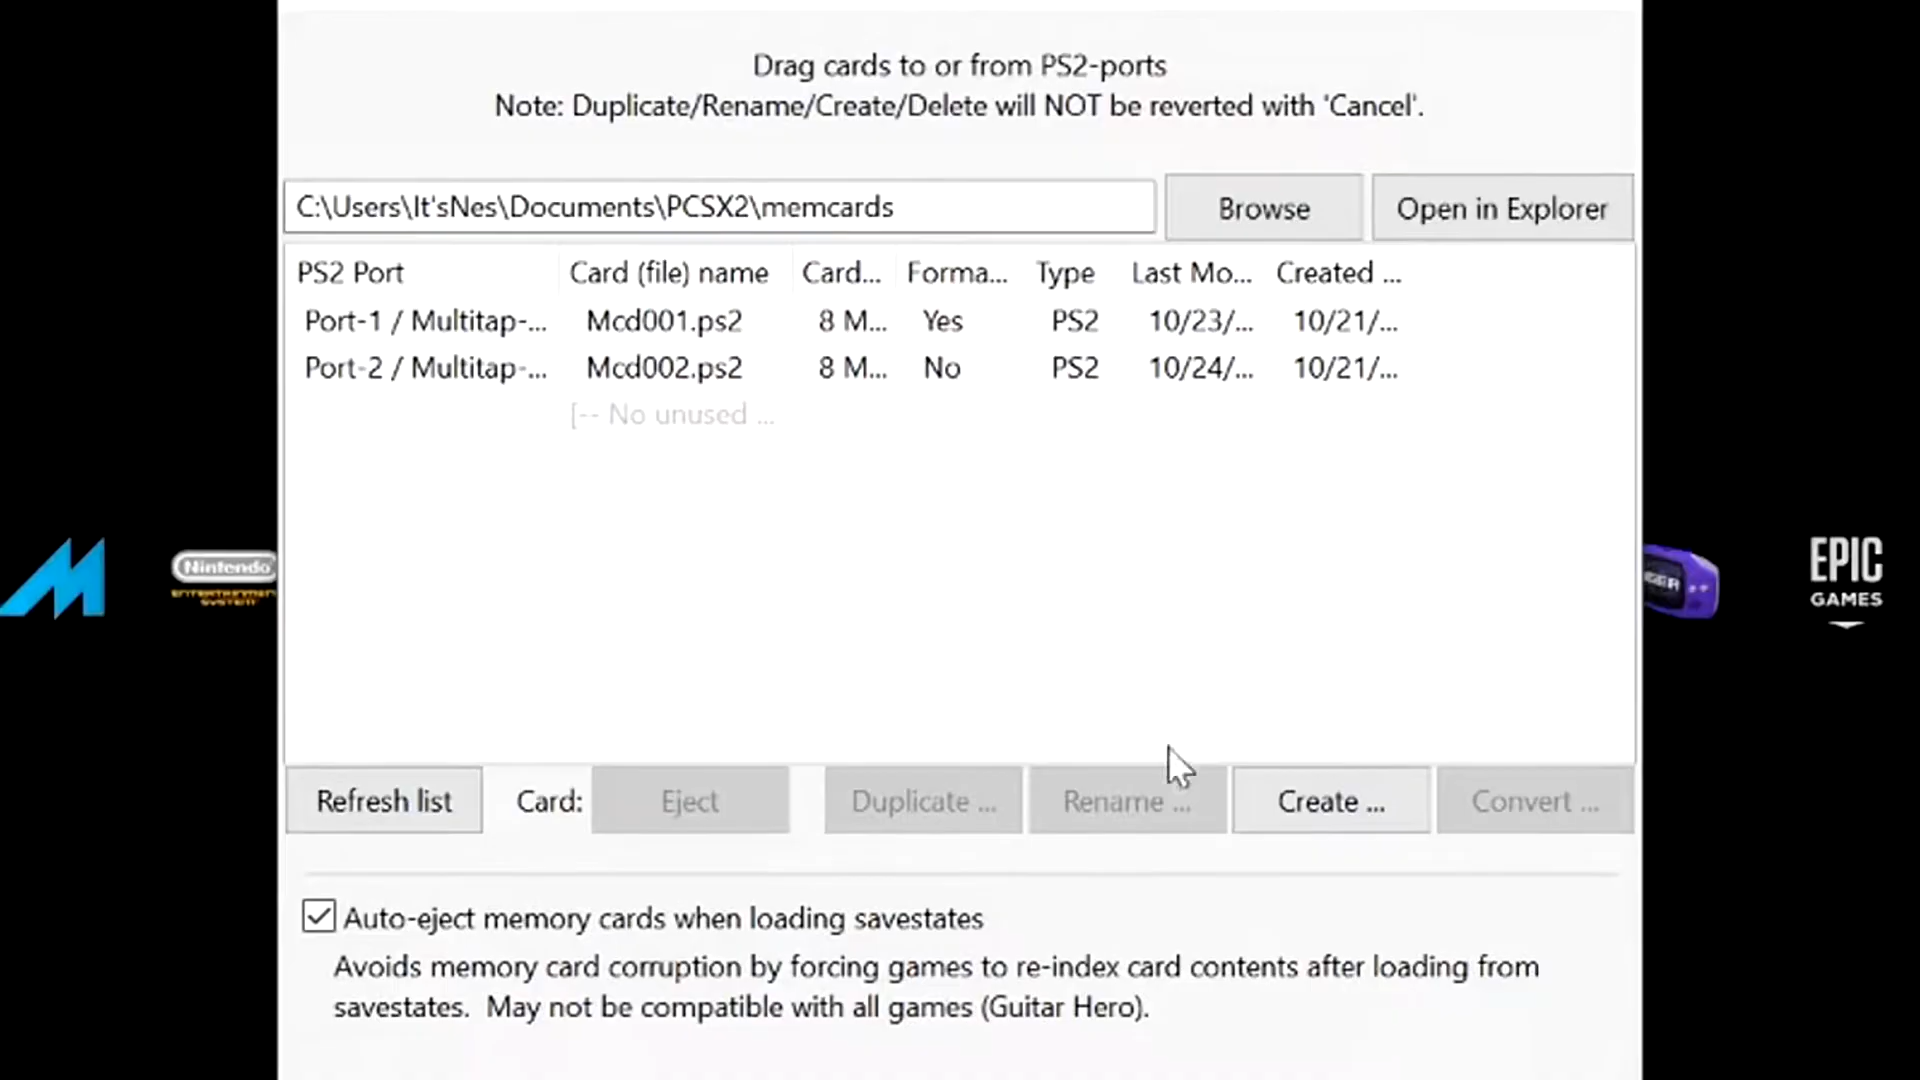 Drag cards to or from PS2-ports
Note: Duplicate/Rename/Create/Delete will NOT be reverted with 'Cancel'.
C:\Users\It'sNes\Documents\PCSX2\memcards
Browse
Open in Explorer
PS2 Port Card (file) name Card... Forma... Type Last Mo... Created ...
Port-1 / Multitap-... Mcd001.ps2 8 M... Yes PS2 10/23/... 10/21/...
Port-2 / Multitap-... Mcd002.ps2 8 M... No PS2 10/24/... 10/21/...
[-- No unused ...
Nintendo
ENTERTAINMEN
SYSTEM
EPIC
GAMES
Refresh list Card: Eject Duplicate ... Rename ... Create ... Convert ...
Auto-eject memory cards when loading savestates
Avoids memory card corruption by forcing games to re-index card contents after loading from
savestates. May not be compatible with all games (Guitar Hero).